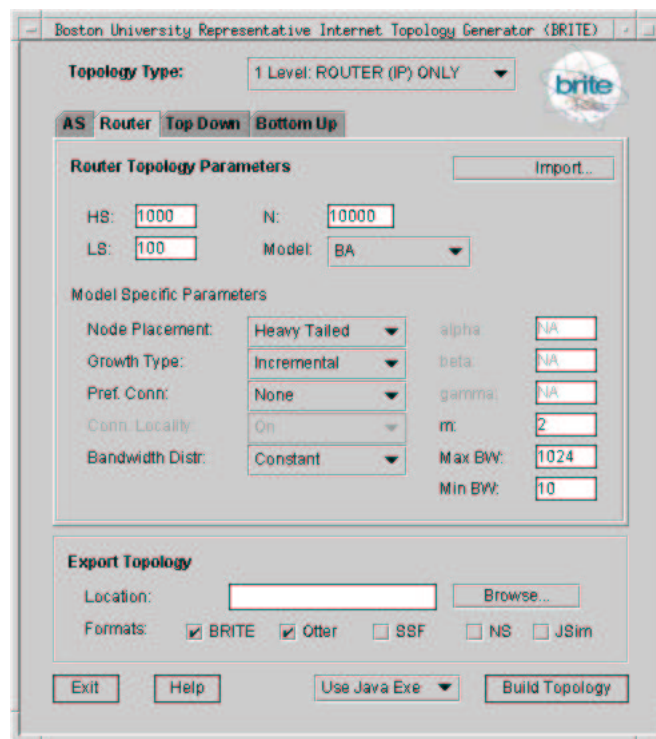 Boston University Representative Internet Topology Generator (BRITE)
Topology Type: 1 Level: ROUTER (IP) ONLY
brite
AS Router Top Down Bottom Up
Router Topology Parameters Import...
HS: 1000 N: 10000
LS: 100 Model: BA
Model Specific Parameters
Node Placement: Heavy Tailed alpha: NA
Growth Type: Incremental beta: NA
Pref. Conn: None gamma: NA
Conn. Locality: On m: 2
Bandwidth Distr: Constant Max BW: 1024
Min BW: 10
Export Topology
Location: Browse...
Formats: BRITE Otter SSF NS JSim
Exit Help Use Java Exe Build Topology